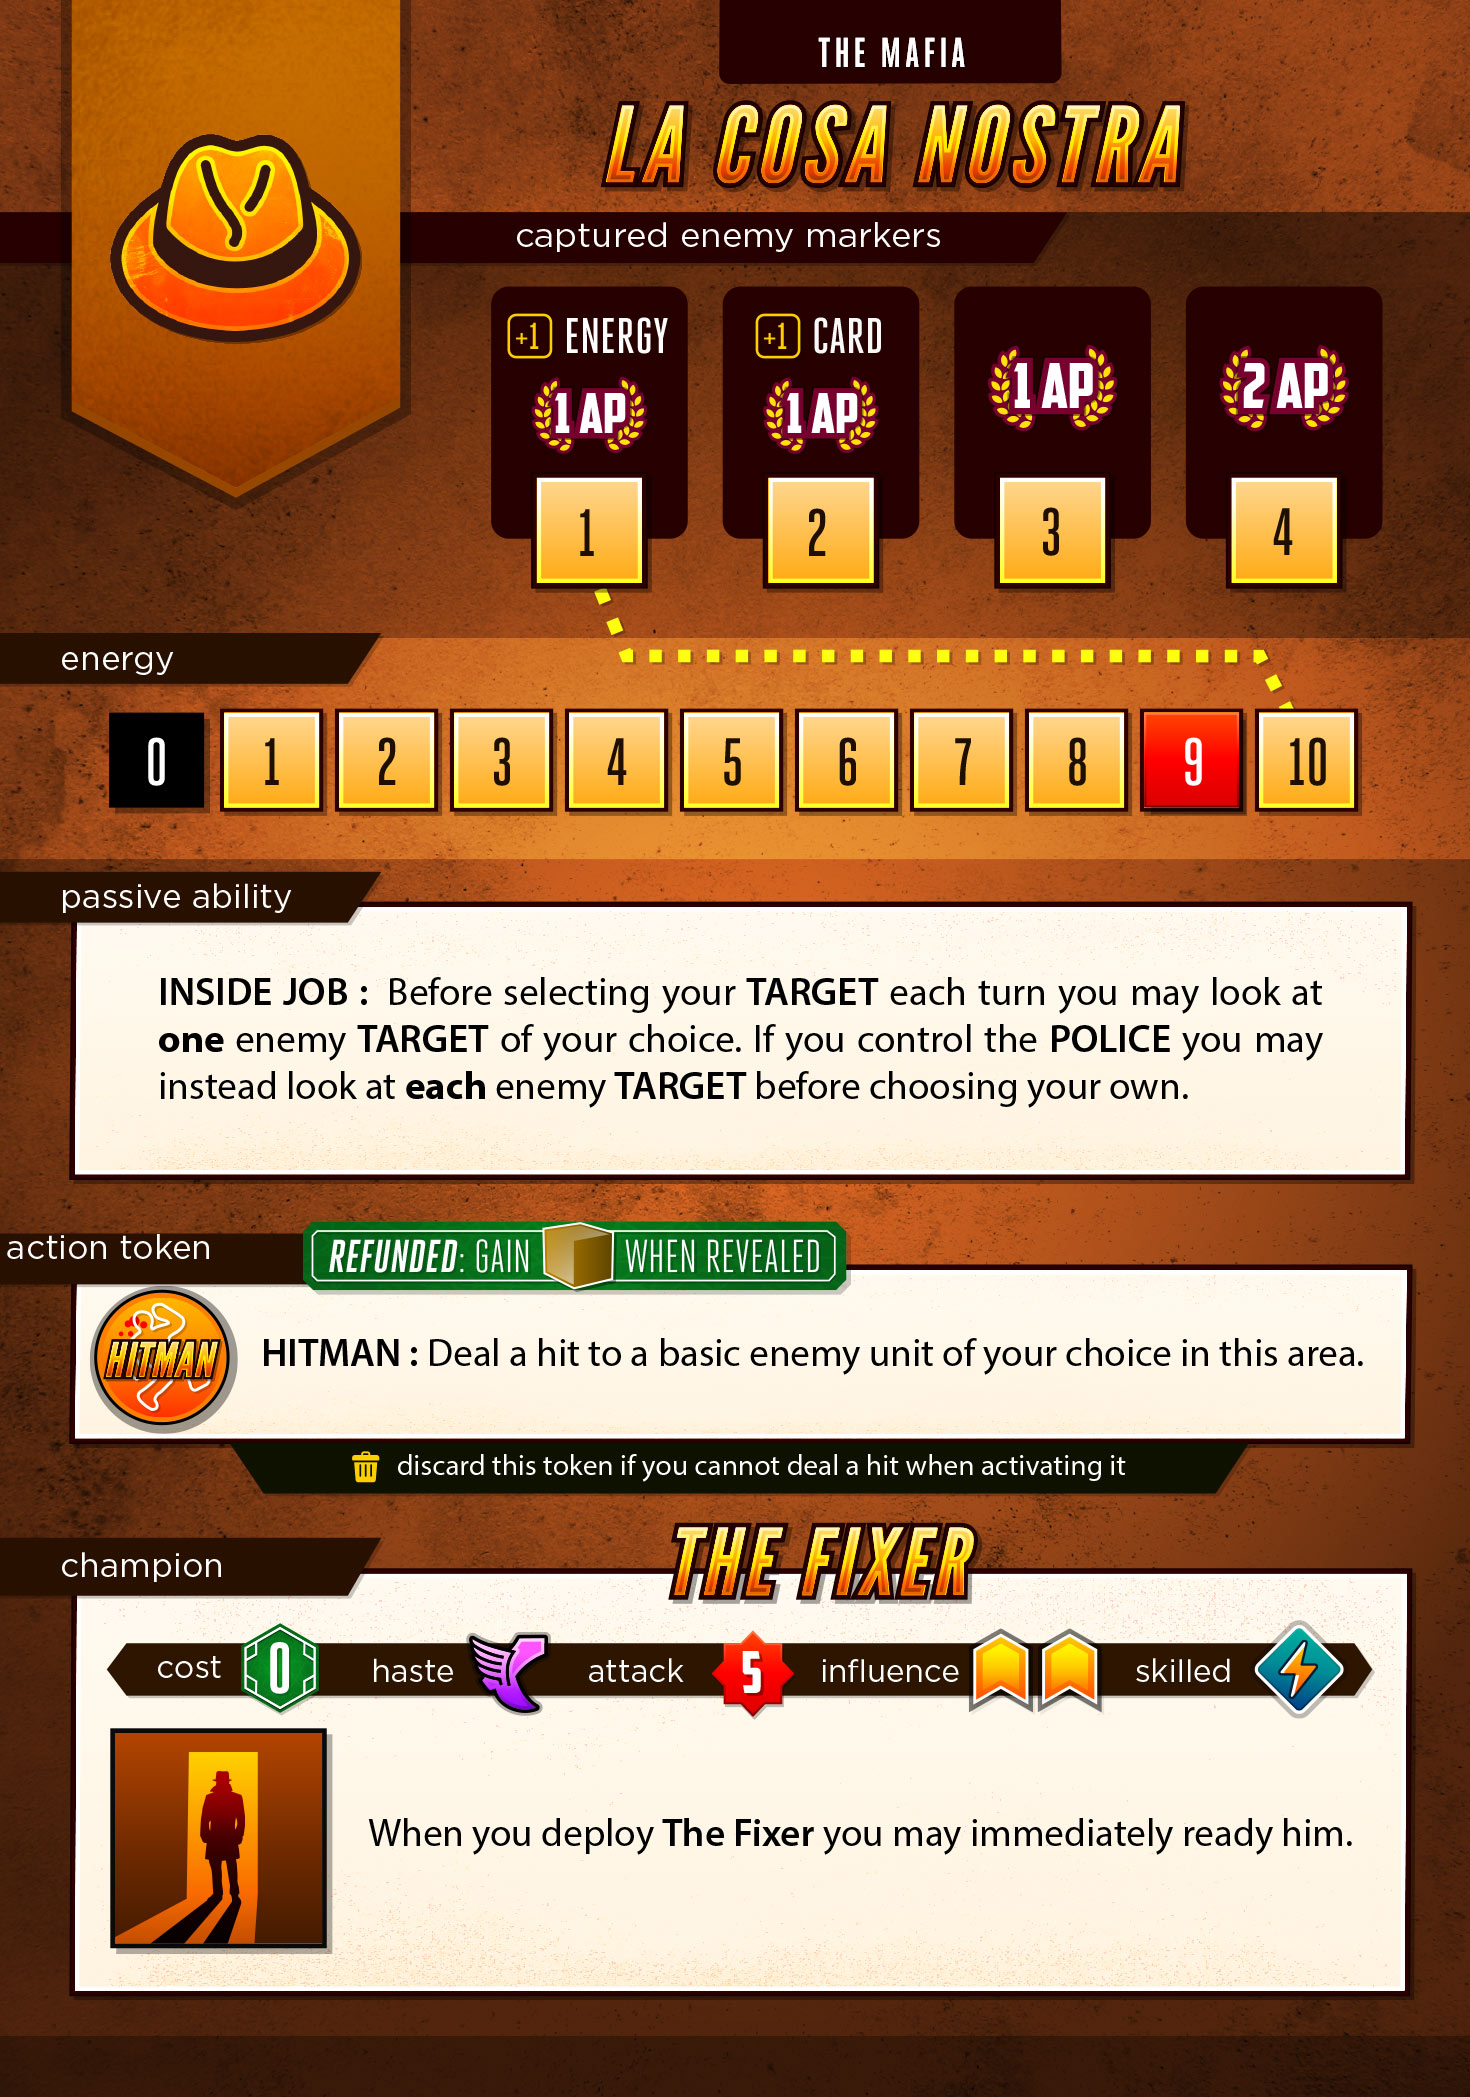 THE MAFIA
LA COSA NOSTRA
captured enemy markers
+1 ENERGY
1 AP
1
+1 CARD
1 AP
2
1 AP
3
2 AP
4
energy
0 1 2 3 4 5 6 7 8 9 10
passive ability
INSIDE JOB : Before selecting your TARGET each turn you may look at
one enemy TARGET of your choice. If you control the POLICE you may
instead look at each enemy TARGET before choosing your own.
action token
REFUNDED: GAIN WHEN REVEALED
HITMAN
HITMAN : Deal a hit to a basic enemy unit of your choice in this area.
discard this token if you cannot deal a hit when activating it
champion
THE FIXER
cost 0 haste attack 5 influence skilled
When you deploy The Fixer you may immediately ready him.